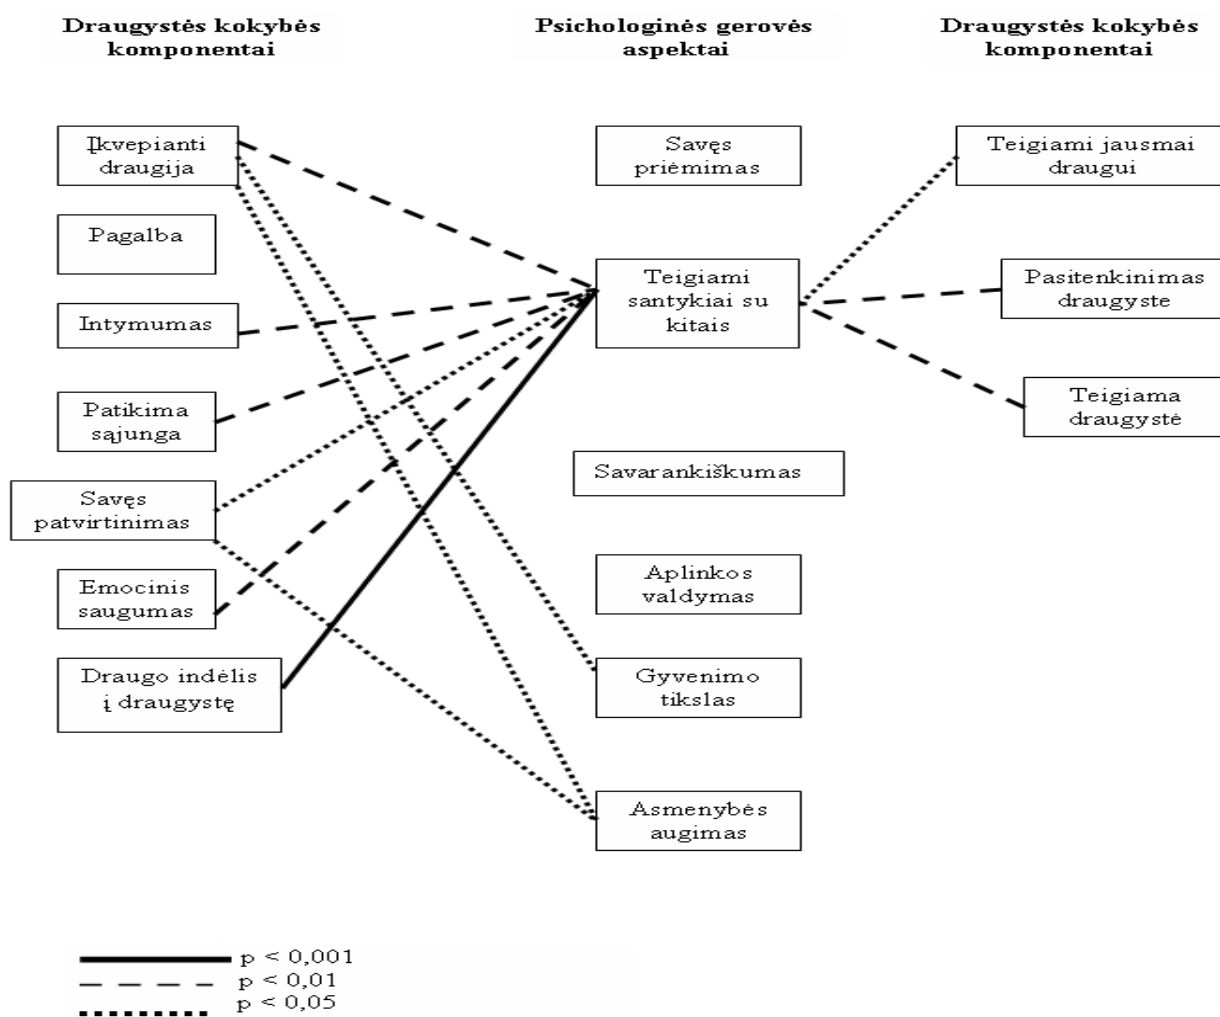 Draugystės kokybės
komponentai
Psichologinės gerovės
aspektai
Draugystės kokybės
komponentai
Įkvepianti
draugija
Pagalba
Intymumas
Patikima
sąjunga
Savęs
patvirtinimas
Emocinis
saugumas
Draugo indėlis
į draugystę
Savęs
priėmimas
Teigiami
santykiai su
kitais
Savarankiškumas
Aplinkos
valdymas
Gyvenimo
tikslas
Asmenybės
augimas
Teigiami jausmai
draugui
Pasitenkinimas
draugyste
Teigiama
draugystė
p < 0,001
p < 0,01
p < 0,05